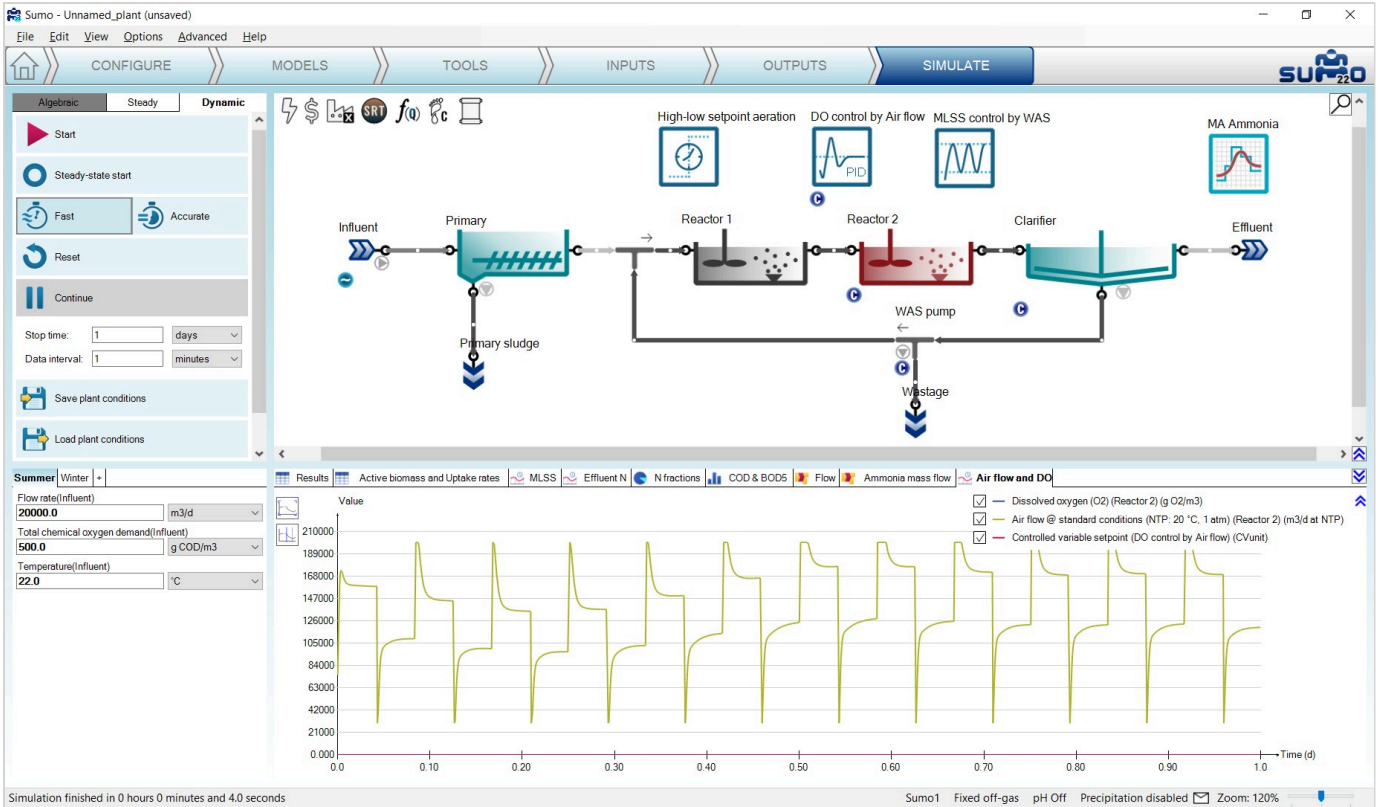 Sumo - Unnamed_plant (unsaved)
File Edit View Options Advanced Help
CONFIGURE MODELS TOOLS INPUTS OUTPUTS SIMULATE
SUMO 22
Algebraic Steady Dynamic
Start
Steady-state start
Fast Accurate
Reset
Continue
Stop time: 1 days
Data interval: 1 minutes
Save plant conditions
Load plant conditions
$ X SRT f(Q) C
High-low setpoint aeration DO control by Air flow MLSS control by WAS MA Ammonia
PID
C
Influent Primary Reactor 1 Reactor 2 Clarifier Effluent
C C
WAS pump
C
Primary sludge
Wastage
Summer Winter +
Flow rate(Influent)
20000.0 m3/d
Total chemical oxygen demand(Influent)
500.0 g COD/m3
Temperature(Influent)
22.0 °C
Results Active biomass and Uptake rates MLSS Effluent N N fractions COD & BOD5 Flow Ammonia mass flow Air flow and DO
Value
Dissolved oxygen (O2) (Reactor 2) (g O2/m3)
Air flow @ standard conditions (NTP: 20 °C, 1 atm) (Reactor 2) (m3/d at NTP)
Controlled variable setpoint (DO control by Air flow) (CVunit)
210000
189000
168000
147000
126000
105000
84000
63000
42000
21000
0.000
0.0 0.10 0.20 0.30 0.40 0.50 0.60 0.70 0.80 0.90 1.0
Time (d)
Simulation finished in 0 hours 0 minutes and 4.0 seconds
Sumo1 Fixed off-gas pH Off Precipitation disabled Zoom: 120%